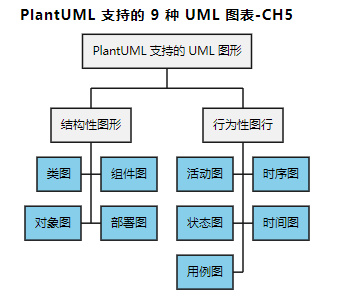 PlantUML 支持的 9 种 UML 图表-CH5
PlantUML 支持的 UML 图形
结构性图形
行为性图行
类图
组件图
活动图
时序图
对象图
部署图
状态图
时间图
用例图